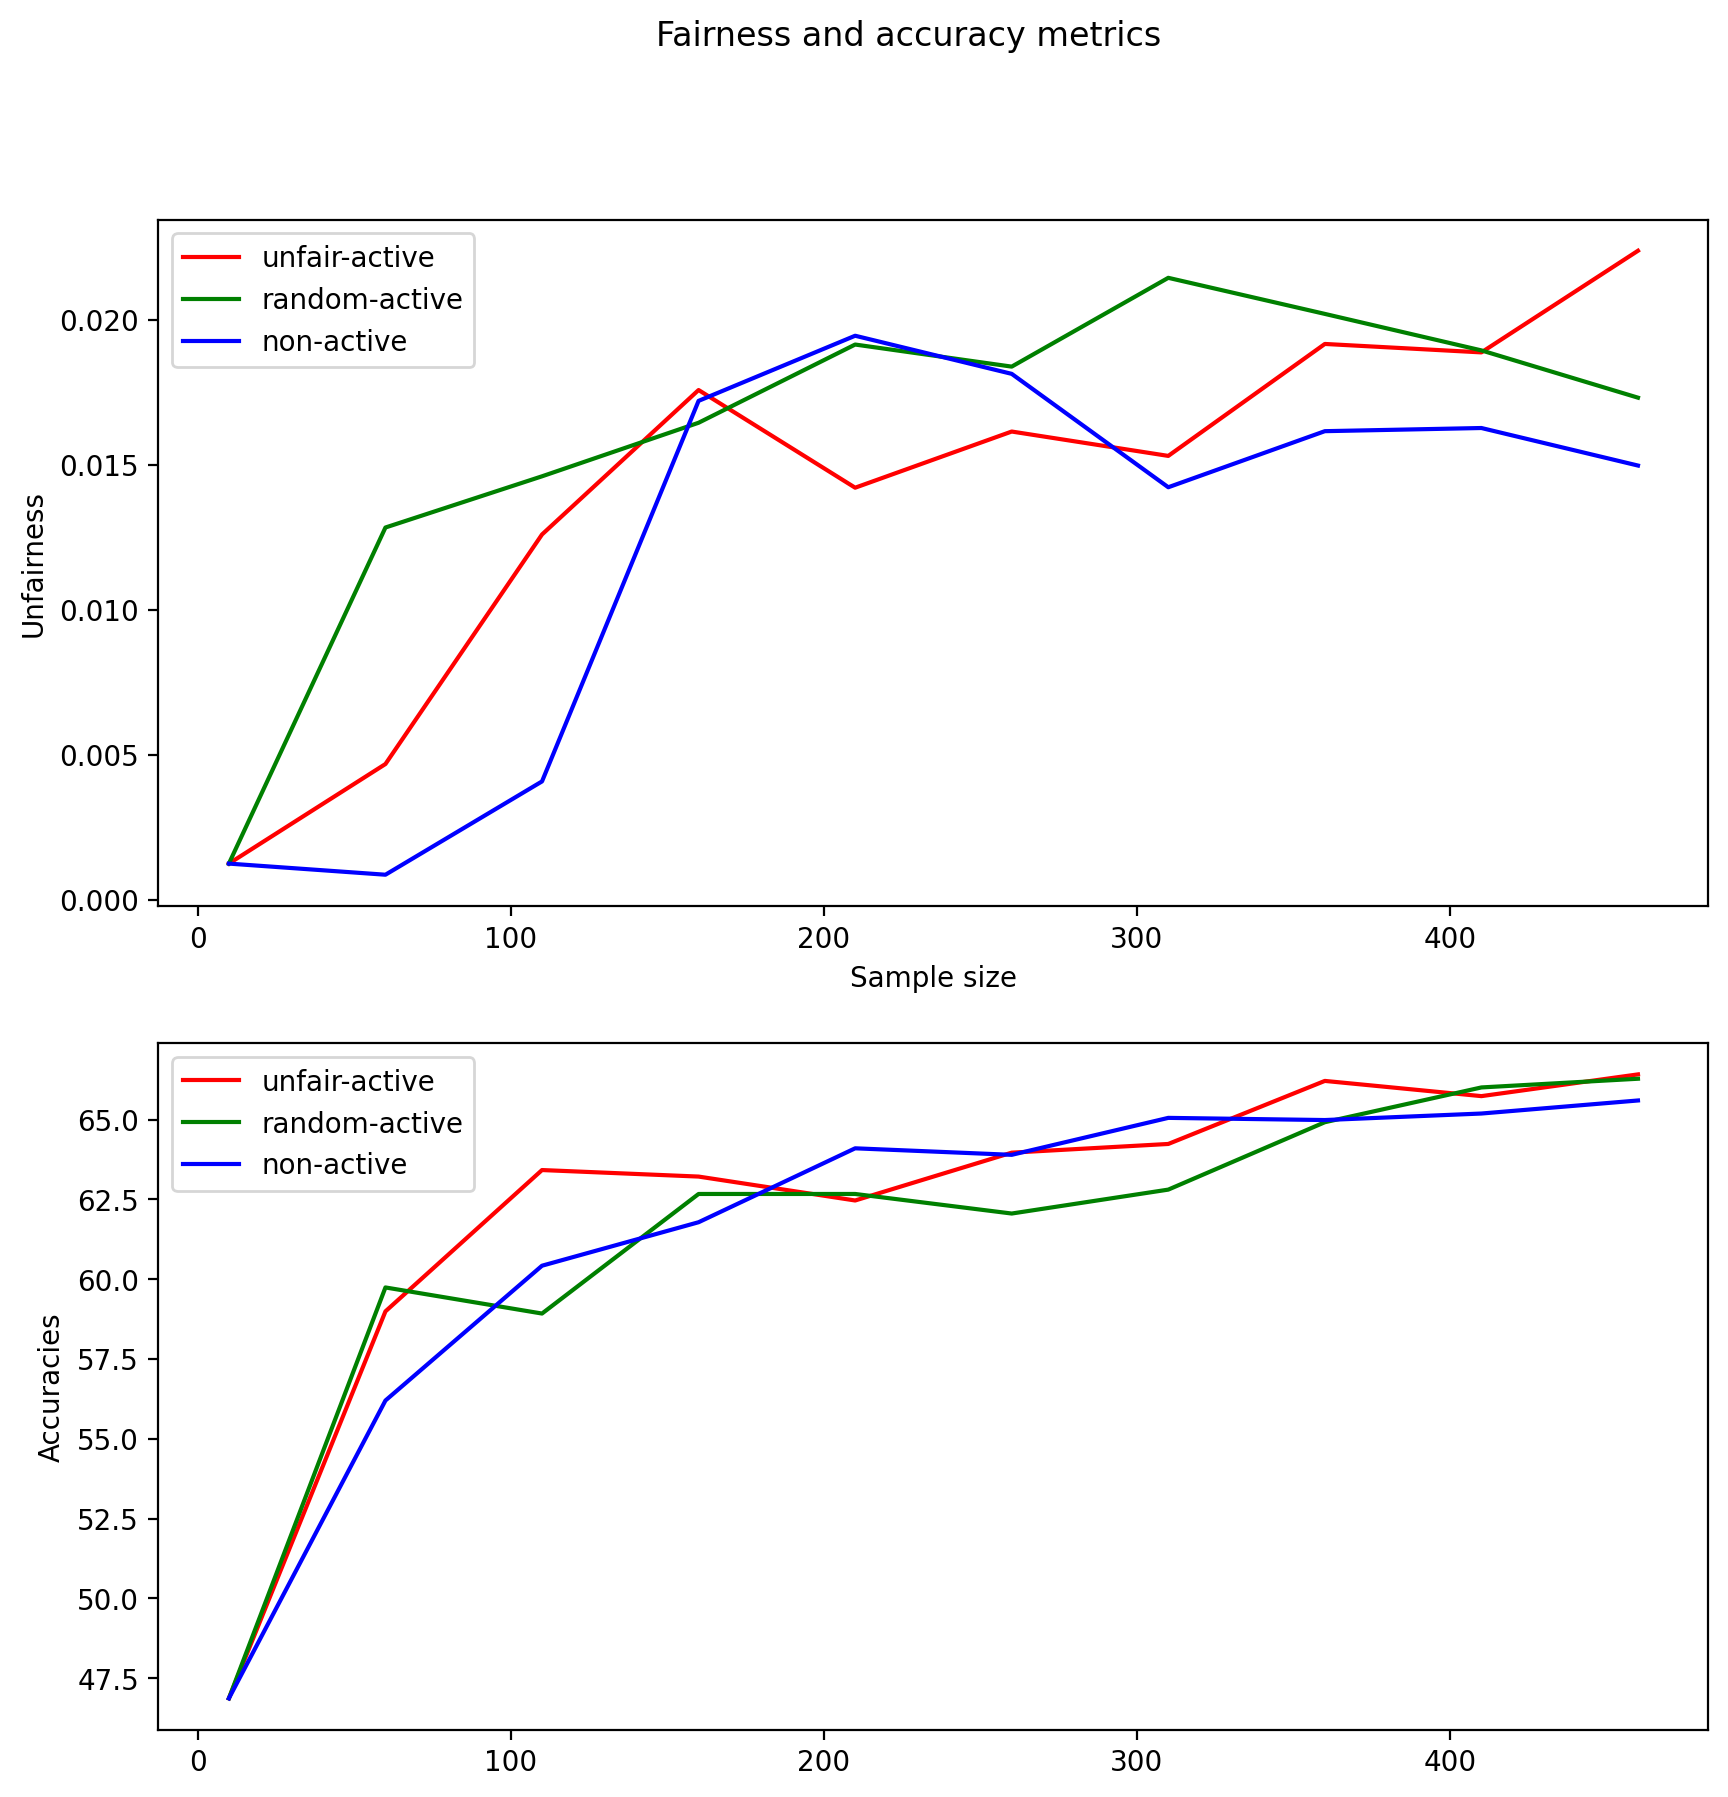 Fairness and accuracy metrics
unfair-active
random-active
non-active
0.020
0.015
0.010
0.005
0.000
Unfairness
0 100 200 300 400
Sample size
unfair-active
random-active
non-active
65.0
62.5
60.0
57.5
55.0
52.5
50.0
47.5
Accuracies
0 100 200 300 400